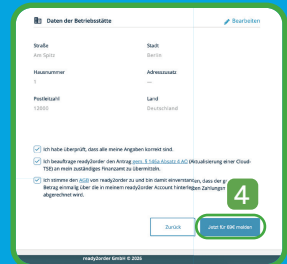 Daten der Betriebsstätte
Bearbeiten
Straße
Stadt
Am Spitz
Berlin
Hausnummer
Adresszusatz
1
—
Postleitzahl
Land
Deutschland
Ich habe überprüft, dass alle meine Angaben korrekt sind.
Ich beauftrage ready2order den Antrag gem. § 146a Absatz 4 AO (Aktualisierung einer Cloud-
TSE) an mein zuständiges Finanzamt zu übermitteln.
Ich stimme den AGB von ready2order zu und bin damit einverstanden, dass der
Betrag einmalig über die in meinem ready2order Account
abgerechnet wird.
4
Zurück
Jetzt für 69€ melden
ready2order GmbH © 2026